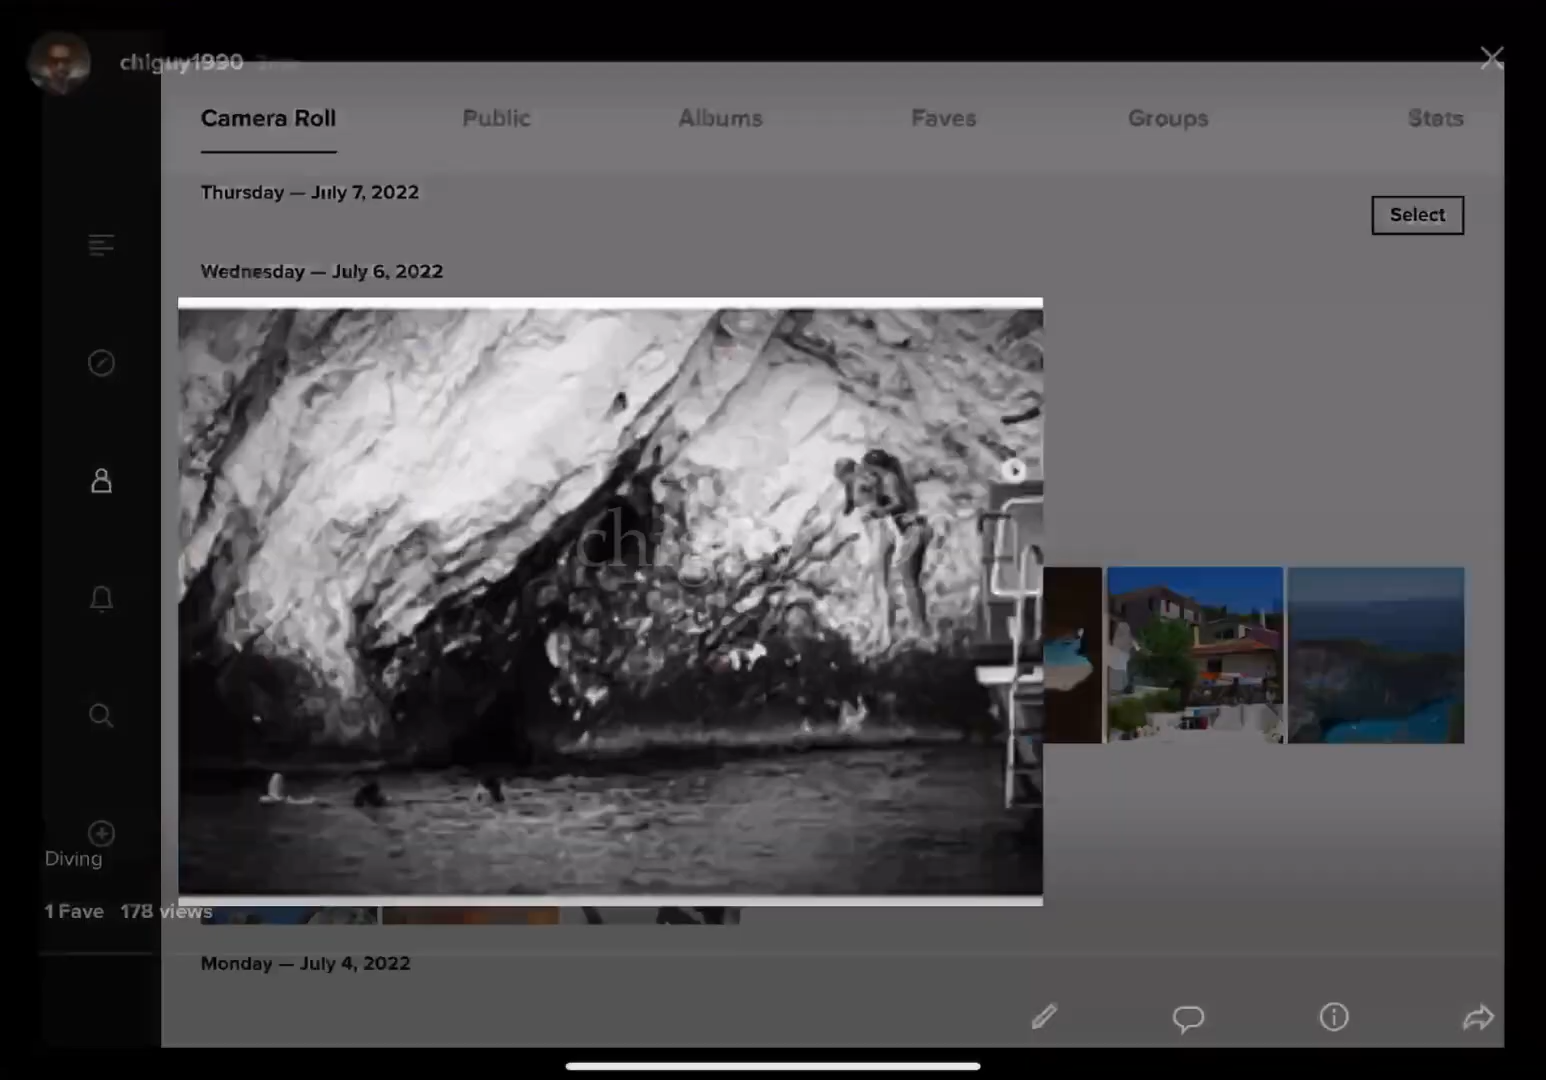 chiguy1990
Camera Roll Public Albums Faves Groups Stats
Thursday — July 7, 2022
Select
Wednesday — July 6, 2022
Diving
1 Fave 178 views
Monday — July 4, 2022